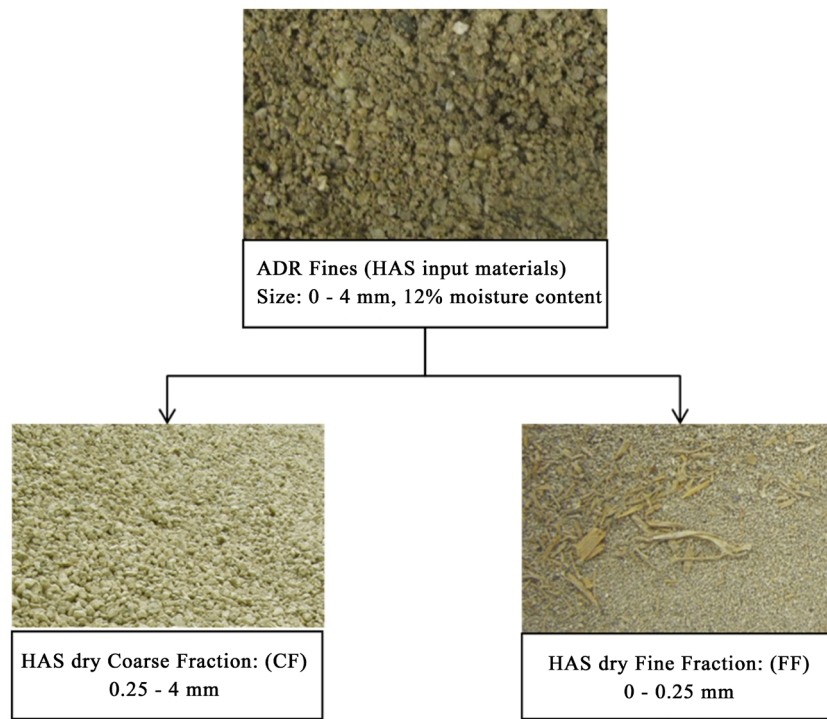 ADR Fines (HAS input materials)
Size: 0 - 4 mm, 12% moisture content
HAS dry Coarse Fraction: (CF)
0.25 - 4 mm
HAS dry Fine Fraction: (FF)
0 - 0.25 mm